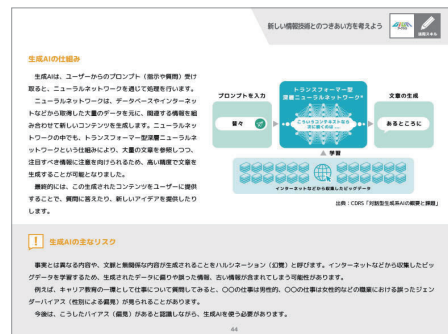 新しい情報技術とのつきあい方を考えよう
情報スキル
生成AIの仕組み
生成AIは、ユーザーからのプロンプト（指示や質問）受け
取ると、ニューラルネットワークを通じて処理を行います。
ニューラルネットワークは、データベースやインターネッ
トなどから取得した大量のデータを元に、関連する情報を組
み合わせて新しいコンテンツを生成します。ニューラルネッ
トワークの中でも、トランスフォーマー型深層ニューラルネ
ットワークという仕組により、大量の文章を参照しつつ、
注目すべき情報に注意を向けられるため、高い精度で文章を
生成することが可能となりました。
最終的には、この生成されたコンテンツをユーザーに提供
することで、質問に答えたり、新しいアイデアを提供したり
します。
プロンプトを入力
昔々
トランスフォーマー型
深層ニューラルネットワーク*
こういうコンテキストなら
次に続くのは…
文章の生成
あるところに
学習
インターネットなどから収集したビッグデータ
出典：CDRS「対話型生成系AIの概要と課題」
! 生成AIの主なリスク
事実とは異なる内容や、文脈と無関係な内容が生成されることをハルシネーション（幻覚）と呼びます。インターネットなどから収集したビッ
グデータを学習するため、生成されたデータに偏りや誤った情報、古い情報が含まれてしまう可能性があります。
例えば、キャリア教育の一環として仕事について質問してみると、〇〇の仕事は男性的、〇〇の仕事は女性的などの職業における誤ったジェン
ダーバイアス（性別による偏見）が見られることがあります。
今後は、こうしたバイアス（偏見）があると認識しながら、生成AIを使う必要があります。
44